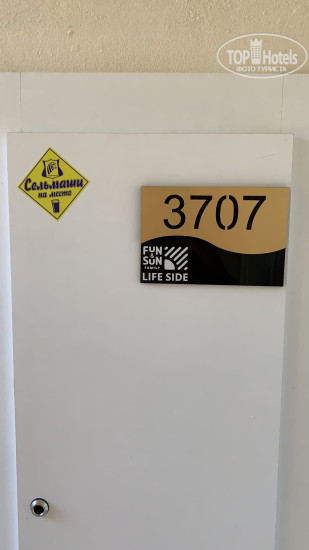 TOP Hotels
ФОТО ТУРИСТА
Сельмаши
на месте
3707
FUN
&
SUN
FAMILY
LIFE SIDE